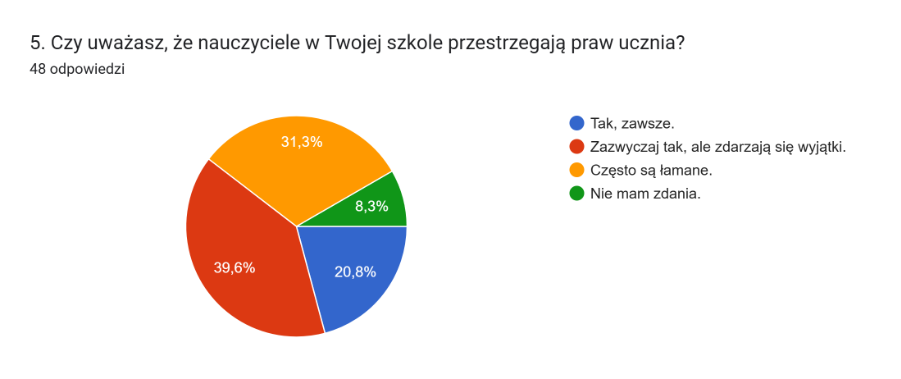 5. Czy uważasz, że nauczyciele w Twojej szkole przestrzegają praw ucznia?
48 odpowiedzi
31,3%
8,3%
39,6%
20,8%
Tak, zawsze.
Zazwyczaj tak, ale zdarzają się wyjątki.
Często są łamane.
Nie mam zdania.